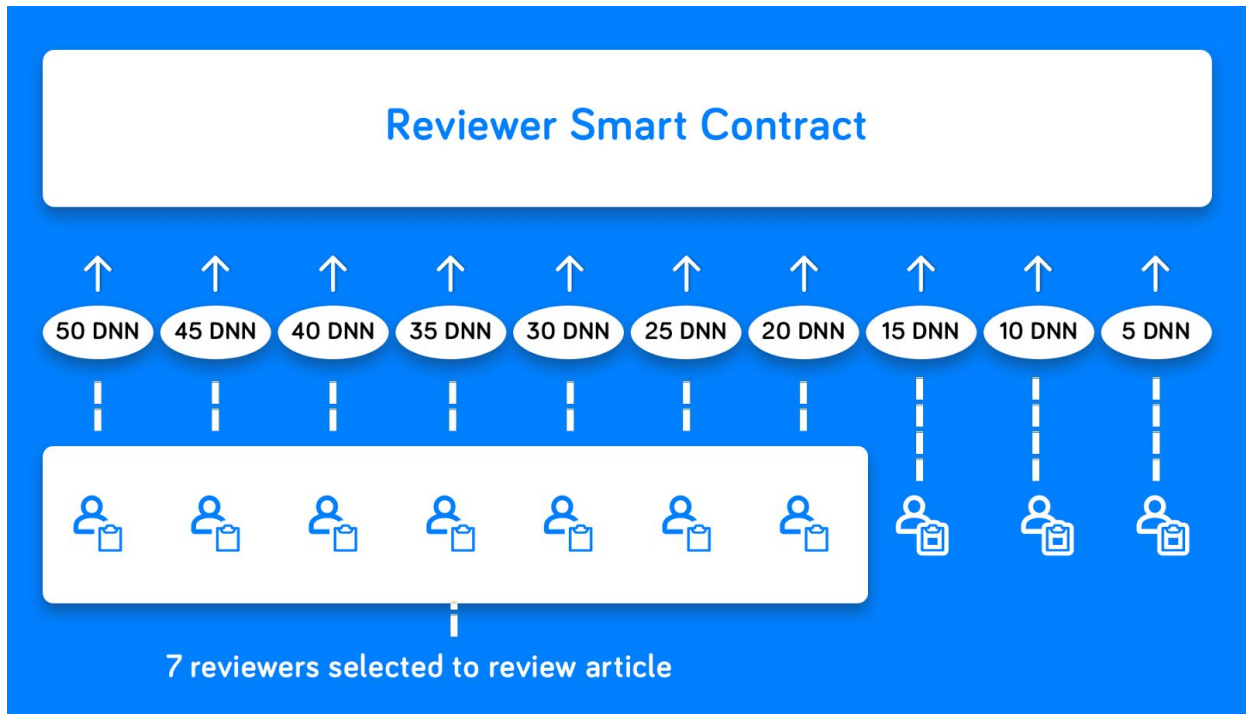 Reviewer Smart Contract
50 DNN 45 DNN 40 DNN 35 DNN 30 DNN 25 DNN 20 DNN 15 DNN 10 DNN 5 DNN
7 reviewers selected to review article